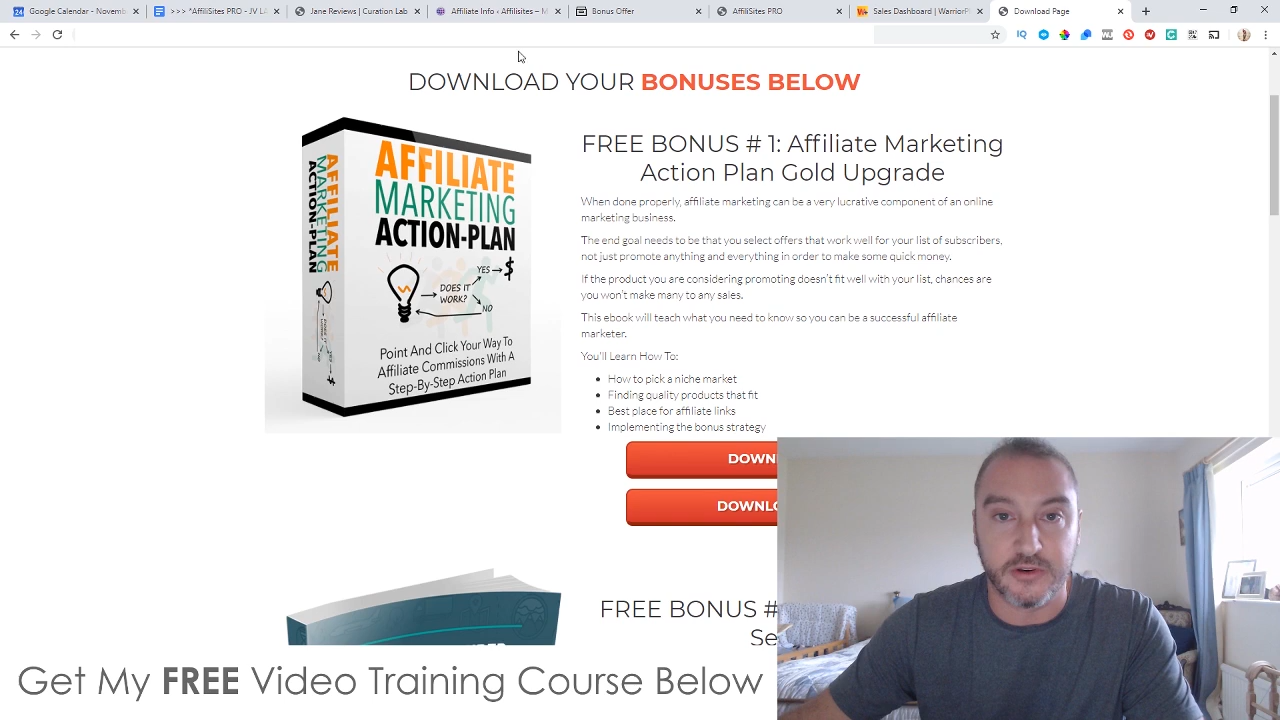 Google Calendar - Novemb
>>> *AffiliSites PRO - JV LA
Jane Reviews | Curation Lab
Affiliate Info ‹ Affilisites – M
Bonus Offer
AffiliSites PRO
Sales Dashboard | WarriorP
Download Page
DOWNLOAD YOUR BONUSES BELOW
AFFILIATE
MARKETING
ACTION-PLAN
AFFILIATE
MARKETING
ACTION-PLAN
YES
$
DOES IT
WORK?
NO
Point And Click Your Way To
Affiliate Commissions With A
Step-By-Step Action Plan
FREE BONUS # 1: Affiliate Marketing
Action Plan Gold Upgrade
When done properly, affiliate marketing can be a very lucrative component of an online
marketing business.
The end goal needs to be that you select offers that work well for your list of subscribers,
not just promote anything and everything in order to make some quick money.
If the product you are considering promoting doesn't fit well with your list, chances are
you won't make many to any sales.
This ebook will teach what you need to know so you can be a successful affiliate
marketer.
You'll Learn How To:
How to pick a niche market
Finding quality products that fit
Best place for affiliate links
Implementing the bonus strategy
DOWN
DOWNLO
FREE BONUS #
Se
Get My FREE Video Training Course Below